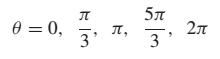 θ = 0, π/3, π, 5π/3, 2π